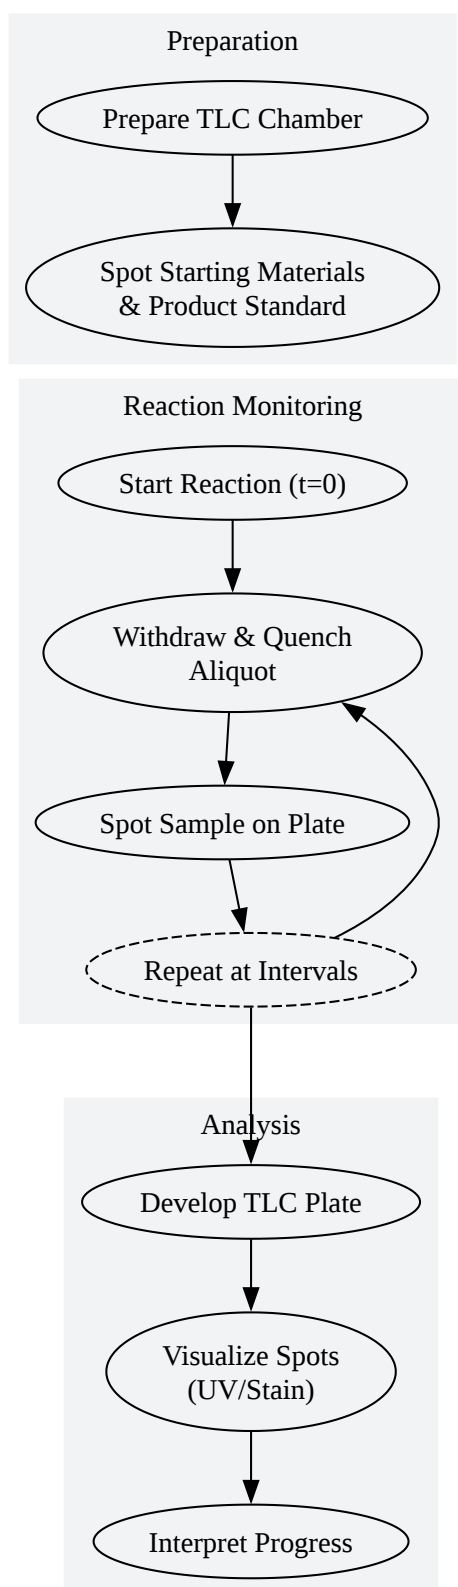 Preparation
Prepare TLC Chamber
Spot Starting Materials
& Product Standard
Reaction Monitoring
Start Reaction (t=0)
Withdraw & Quench
Aliquot
Spot Sample on Plate
Repeat at Intervals
Analysis
Develop TLC Plate
Visualize Spots
(UV/Stain)
Interpret Progress